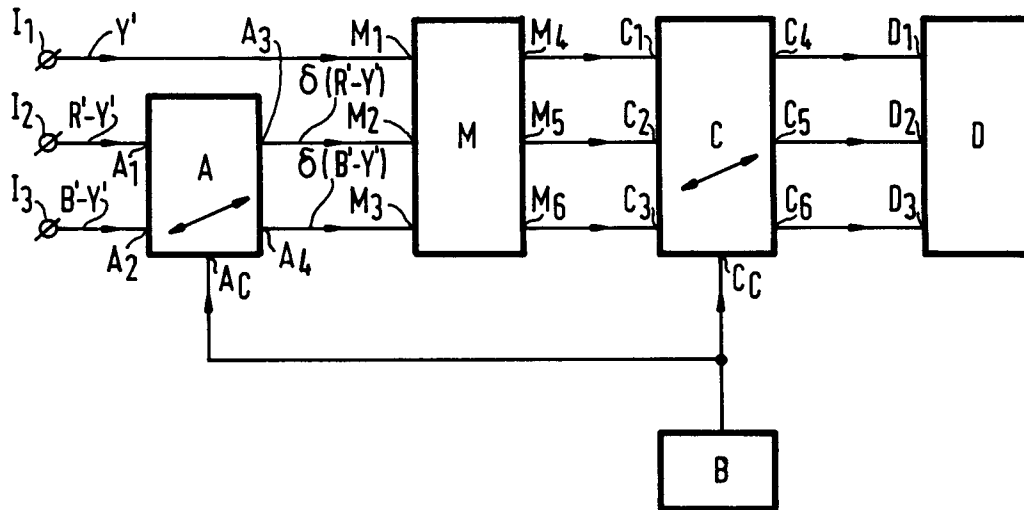 I1 Y' A3 M1 M4 C1 C4 D1
δ(R'-Y')
I2 R'-Y' M2 M5 C2 C5 D2
A1 A M C D
δ(B'-Y')
I3 B'-Y' M3 M6 C3 C6 D3
A2 A4
AC CC
B